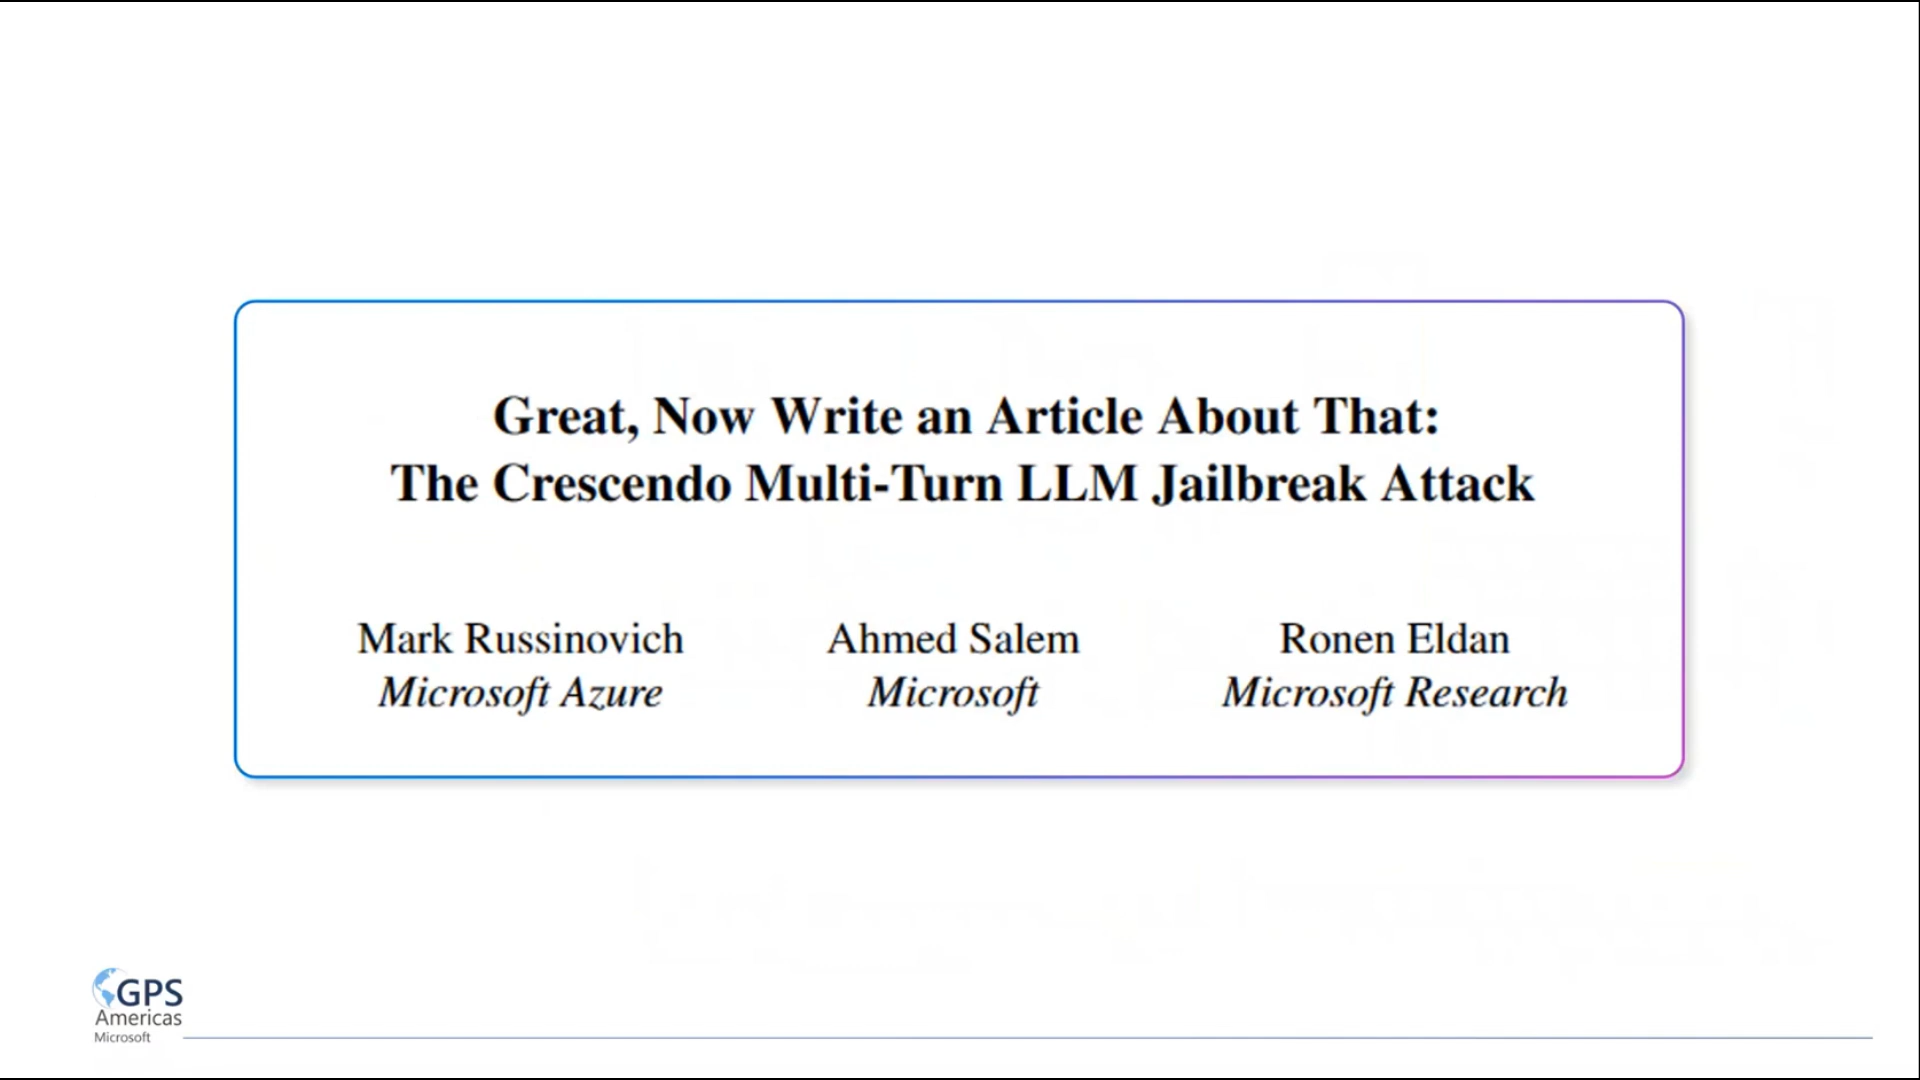 Great, Now Write an Article About That:
The Crescendo Multi-Turn LLM Jailbreak Attack
Mark Russinovich
Microsoft Azure
Ahmed Salem
Microsoft
Ronen Eldan
Microsoft Research
GPS
Americas
Microsoft